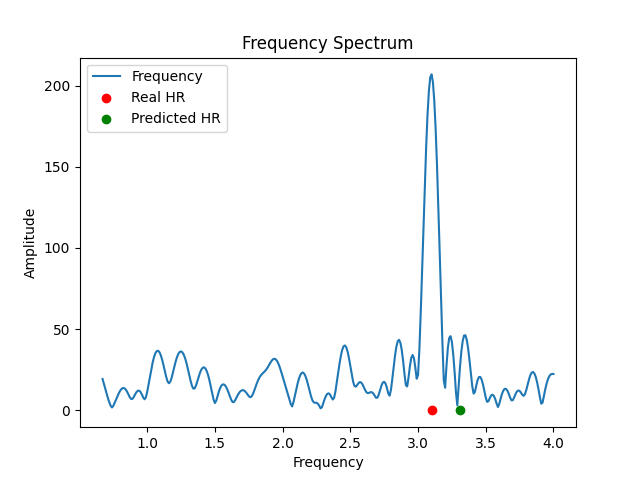 Frequency Spectrum
Frequency
Real HR
Predicted HR
Amplitude
200
150
100
50
0
1.0 1.5 2.0 2.5 3.0 3.5 4.0
Frequency